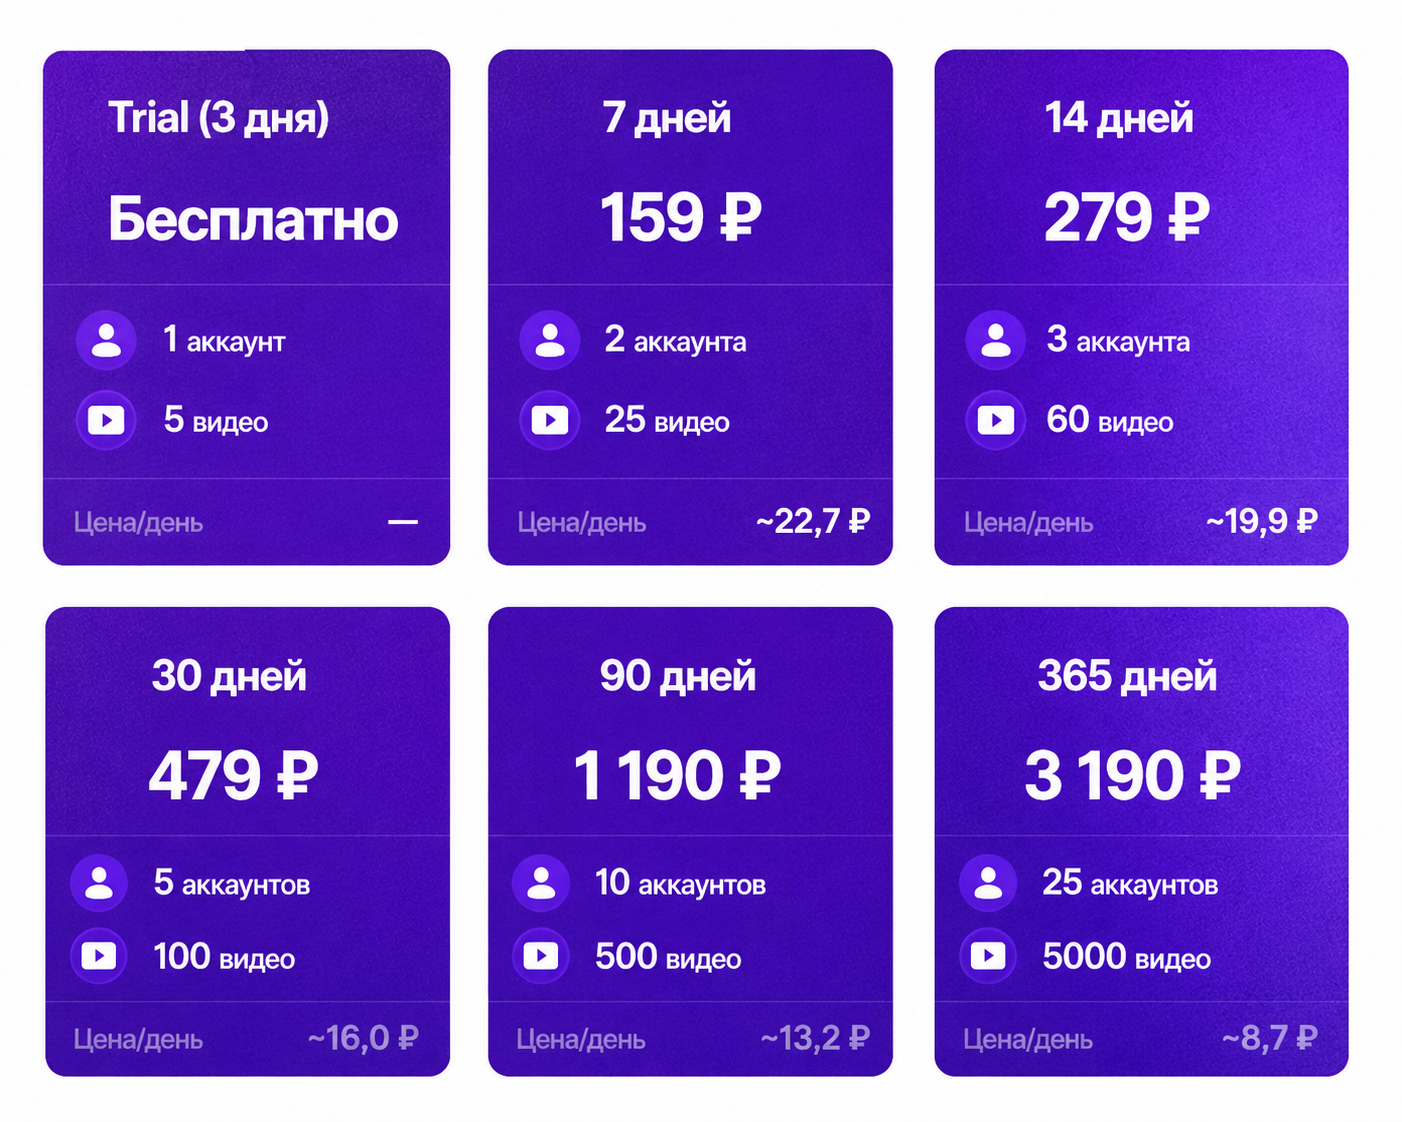 Trial (3 дня)
Бесплатно
1 аккаунт
5 видео
Цена/день —
7 дней
159 ₽
2 аккаунта
25 видео
Цена/день ~22,7 ₽
14 дней
279 ₽
3 аккаунта
60 видео
Цена/день ~19,9 ₽
30 дней
479 ₽
5 аккаунтов
100 видео
Цена/день ~16,0 ₽
90 дней
1 190 ₽
10 аккаунтов
500 видео
Цена/день ~13,2 ₽
365 дней
3 190 ₽
25 аккаунтов
5000 видео
Цена/день ~8,7 ₽